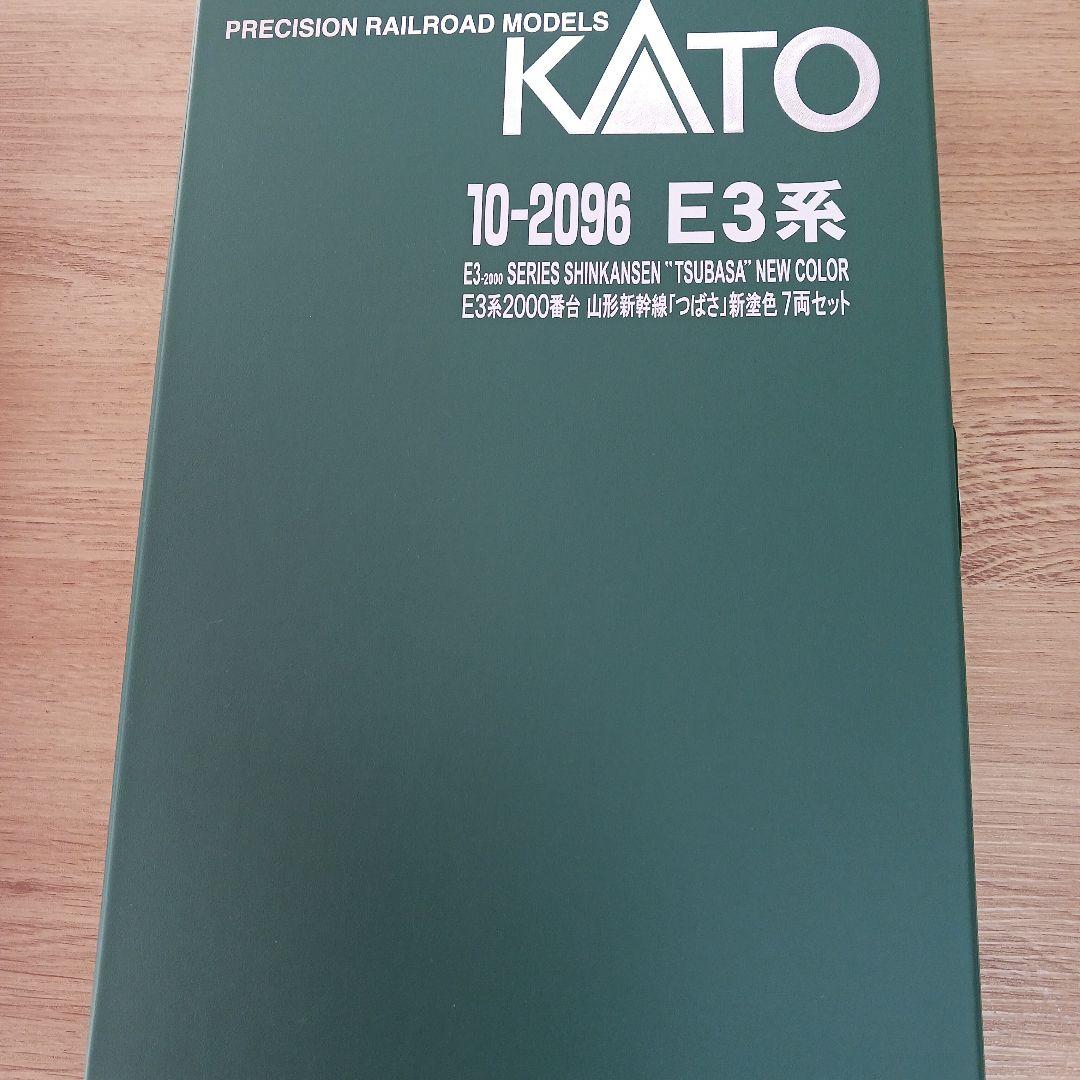 PRECISION RAILROAD MODELS
KATO
10-2096 E3系
E3-2000 SERIES SHINKANSEN "TSUBASA" NEW COLOR
E3系2000番台 山形新幹線「つばさ」新塗色 7両セット